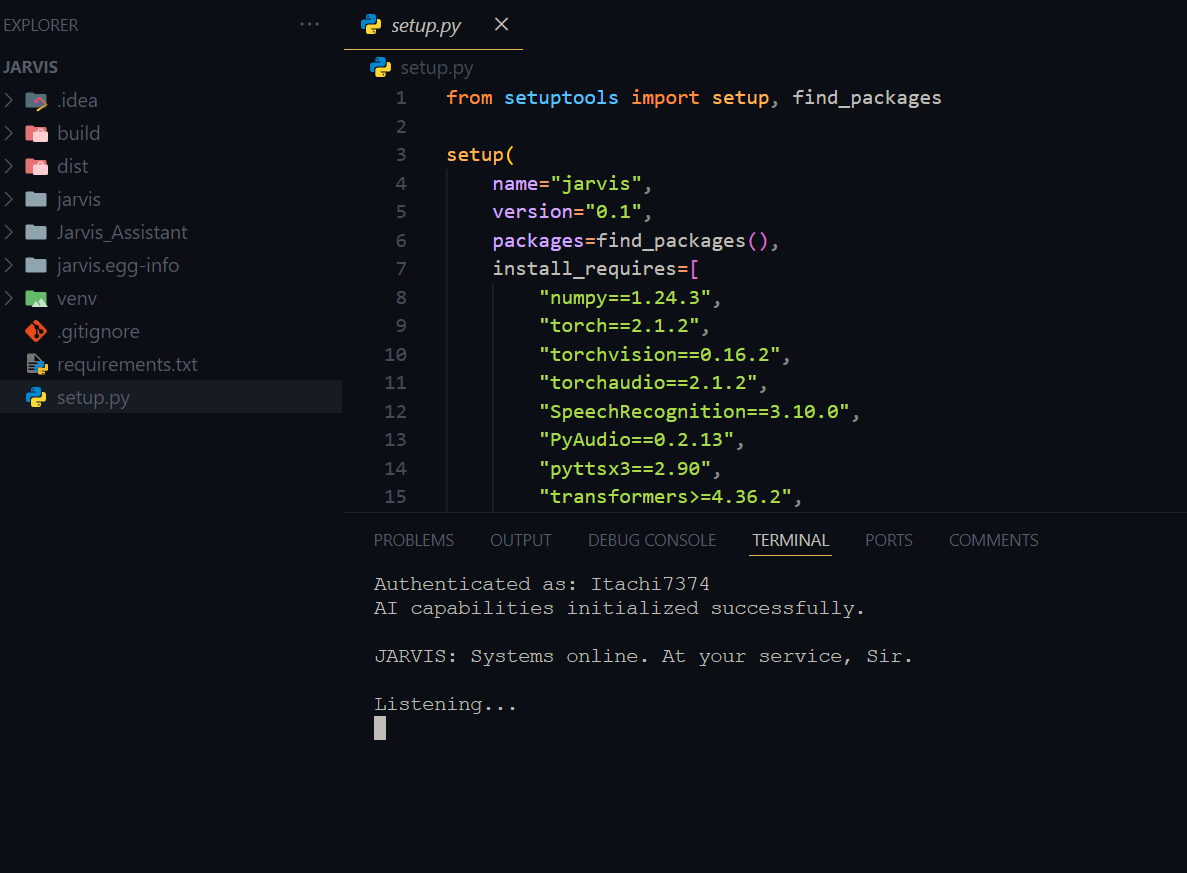 EXPLORER
JARVIS
.idea
build
dist
jarvis
Jarvis_Assistant
jarvis.egg-info
venv
.gitignore
requirements.txt
setup.py
setup.py
setup.py
1 from setuptools import setup, find_packages
2
3 setup(
4 name="jarvis",
5 version="0.1",
6 packages=find_packages(),
7 install_requires=[
8 "numpy==1.24.3",
9 "torch==2.1.2",
10 "torchvision==0.16.2",
11 "torchaudio==2.1.2",
12 "SpeechRecognition==3.10.0",
13 "PyAudio==0.2.13",
14 "pyttsx3==2.90",
15 "transformers>=4.36.2",
PROBLEMS OUTPUT DEBUG CONSOLE TERMINAL PORTS COMMENTS
Authenticated as: Itachi7374
AI capabilities initialized successfully.
JARVIS: Systems online. At your service, Sir.
Listening...